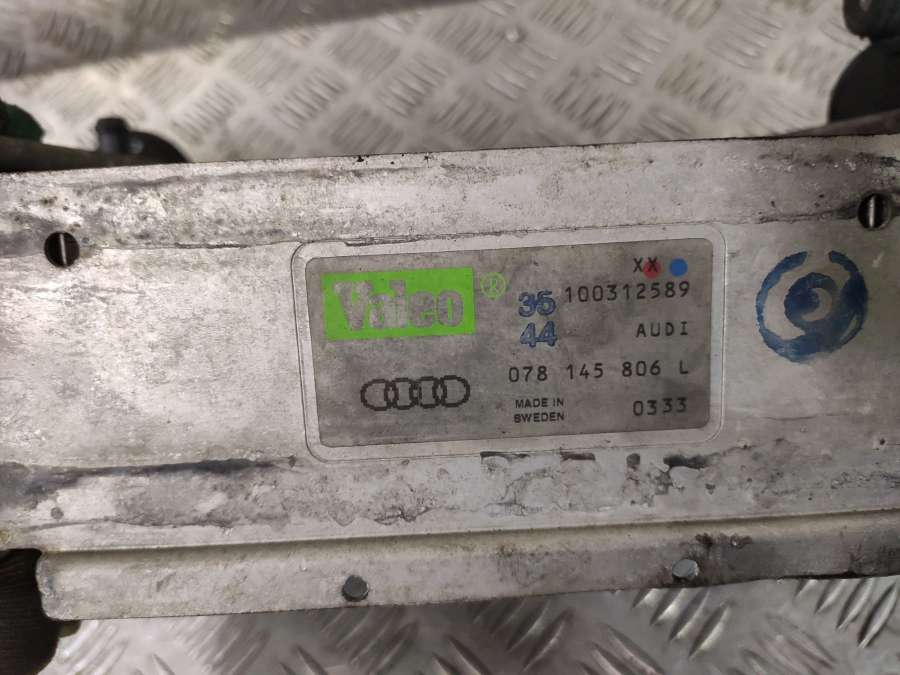 Valeo ®
XX
35 100312589
44 AUDI
078 145 806 L
MADE IN
SWEDEN 0333